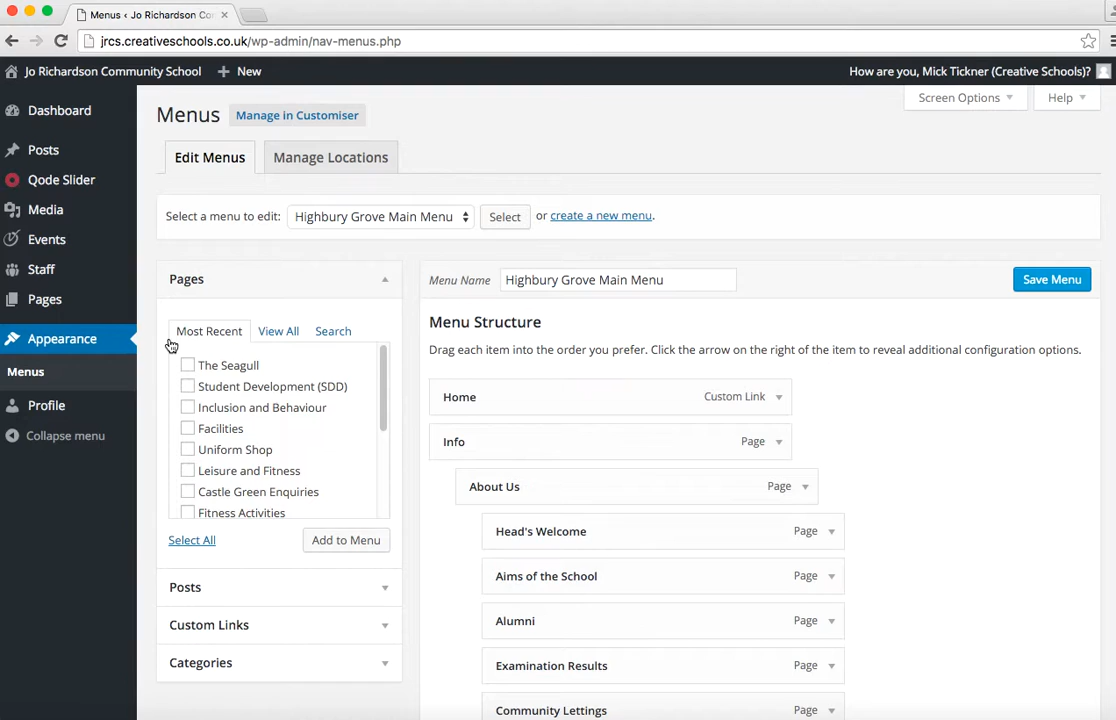 Menus ‹ Jo Richardson Co
jrcs.creativeschools.co.uk/wp-admin/nav-menus.php
Jo Richardson Community School
New
How are you, Mick Tickner (Creative Schools)?
Dashboard
Posts
Qode Slider
Media
Events
Staff
Pages
Appearance
Menus
Profile
Collapse menu
Menus
Manage in Customiser
Screen Options
Help
Edit Menus
Manage Locations
Select a menu to edit:
Highbury Grove Main Menu
Select
or create a new menu.
Pages
Most Recent
View All
Search
The Seagull
Student Development (SDD)
Inclusion and Behaviour
Facilities
Uniform Shop
Leisure and Fitness
Castle Green Enquiries
Fitness Activities
Select All
Add to Menu
Posts
Custom Links
Categories
Menu Name
Highbury Grove Main Menu
Save Menu
Menu Structure
Drag each item into the order you prefer. Click the arrow on the right of the item to reveal additional configuration options.
Home Custom Link
Info Page
About Us Page
Head's Welcome Page
Aims of the School Page
Alumni Page
Examination Results Page
Community Lettings Page